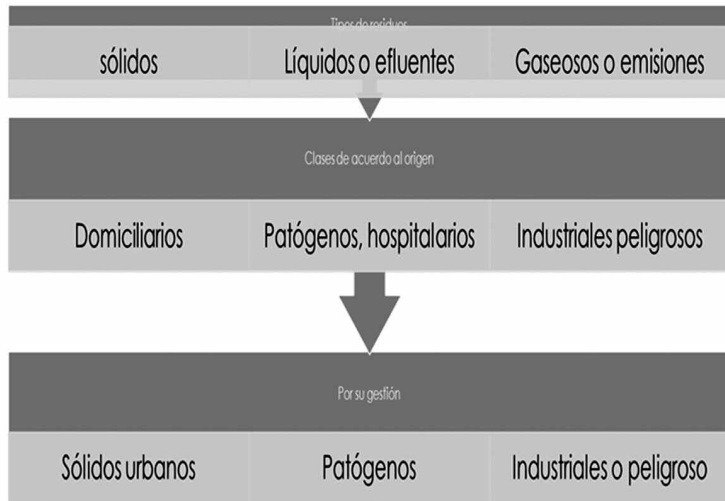 Tipos de residuos
sólidos Líquidos o efluentes Gaseosos o emisiones
Clases de acuerdo al origen
Domiciliarios Patógenos, hospitalarios Industriales peligrosos
Por su gestión
Sólidos urbanos Patógenos Industriales o peligroso